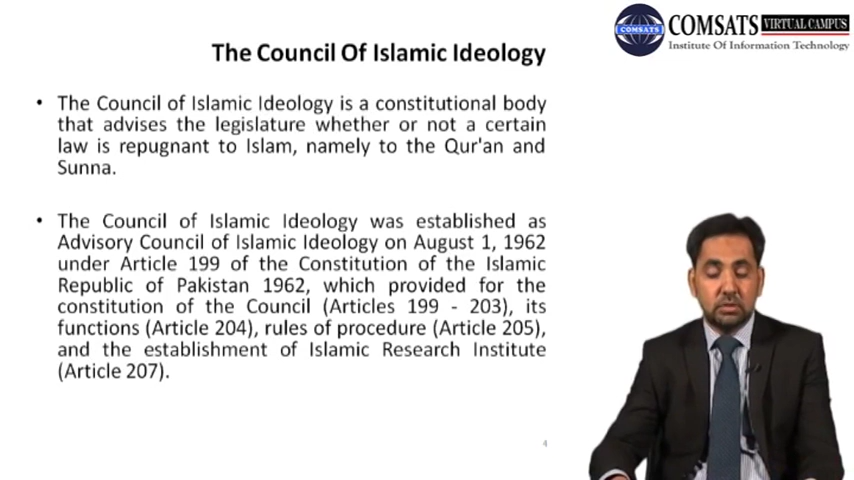 COMSATS VIRTUAL CAMPUS
COMSATS
Institute Of Information Technology
The Council Of Islamic Ideology
• The Council of Islamic Ideology is a constitutional body
that advises the legislature whether or not a certain
law is repugnant to Islam, namely to the Qur'an and
Sunna.
• The Council of Islamic Ideology was established as
Advisory Council of Islamic Ideology on August 1, 1962
under Article 199 of the Constitution of the Islamic
Republic of Pakistan 1962, which provided for the
constitution of the Council (Articles 199 - 203), its
functions (Article 204), rules of procedure (Article 205),
and the establishment of Islamic Research Institute
(Article 207).
4